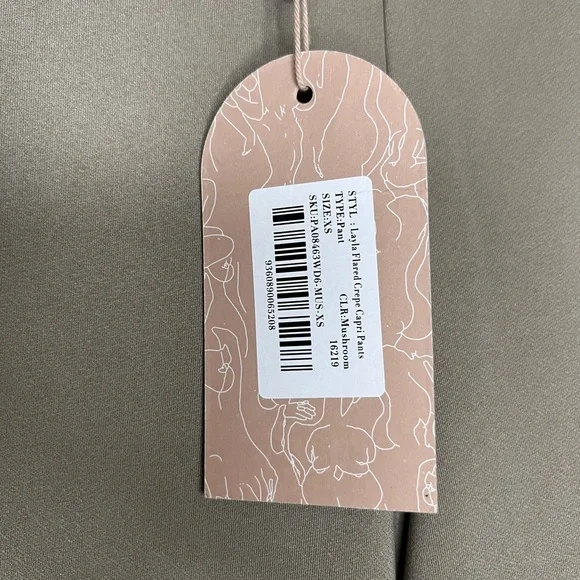 STYL : Layla Flared Crepe Capri Pants
TYPE:Pant CLR:Mushroom
SIZE:XS 16219
SKU:PA08463WD6-MUS-XS
9360890065208